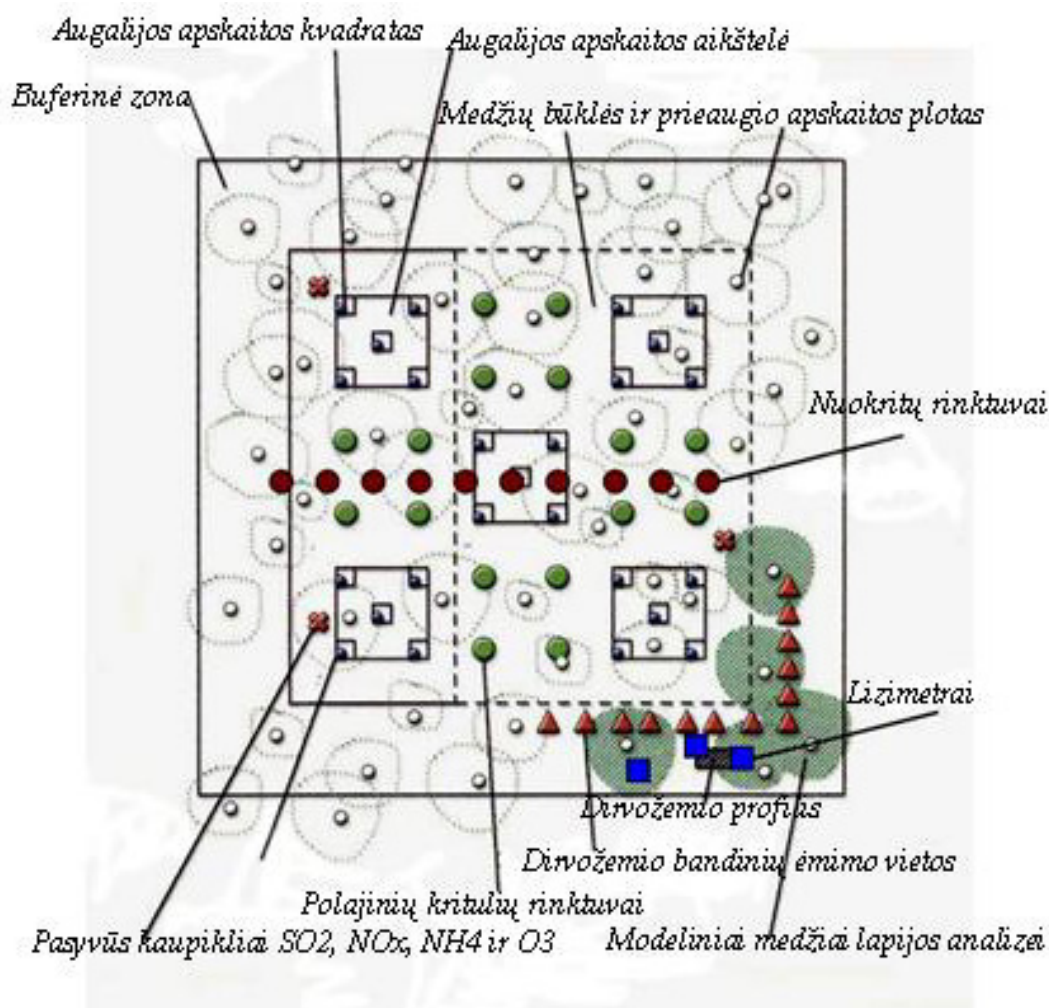 Augalijos apskaitos kvadratas
Augalijos apskaitos aikštelė
Buferinė zona
Medžių būklės ir prieaugio apskaitos plotas
Nuokritų rinktuvai
Lizimetrai
Dirvožemio profilis
Dirvožemio bandinių ėmimo vietos
Polajinių kritulių rinktuvai
Pasyvūs kaupikliai SO2, NOx, NH4 ir O3
Modeliniai medžiai lapijos analizei